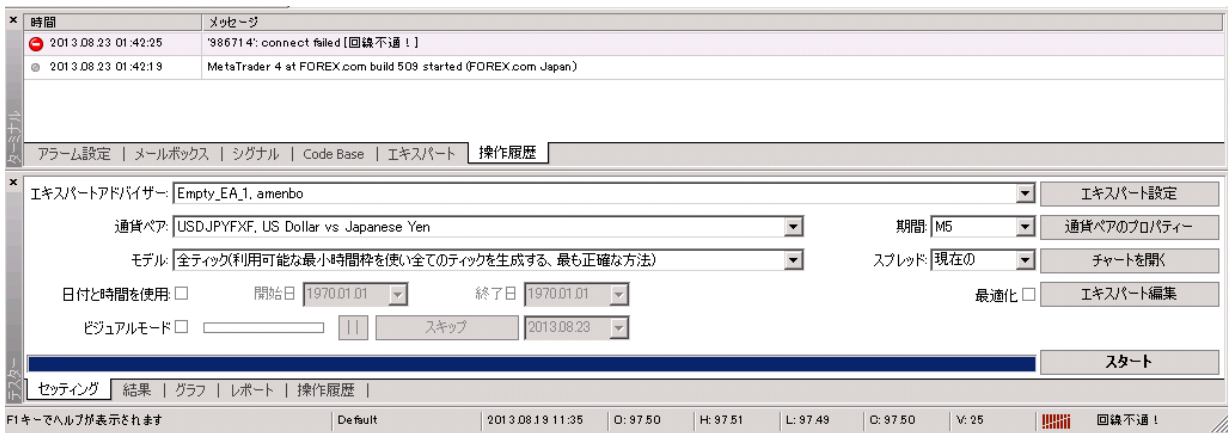 時間 メッセージ
2013.08.23 01:42:25 '986714': connect failed [回線不通！]
2013.08.23 01:42:19 MetaTrader 4 at FOREX.com build 509 started (FOREX.com Japan)
ターミナル
アラーム設定 | メールボックス | シグナル | Code Base | エキスパート 操作履歴
エキスパートアドバイザー: Empty_EA_1, amenbo エキスパート設定
通貨ペア: USDJPYFXF, US Dollar vs Japanese Yen 期間: M5 通貨ペアのプロパティー
モデル: 全ティック(利用可能な最小時間枠を使い全てのティックを生成する、最も正確な方法) スプレッド: 現在の チャートを開く
日付と時間を使用: 開始日 1970.01.01 終了日 1970.01.01 最適化 エキスパート編集
ビジュアルモード スキップ 2013.08.23
スタート
テスター
セッティング 結果 | グラフ | レポート | 操作履歴 |
F1キーでヘルプが表示されます Default 2013.08.19 11:35 O: 97.50 H: 97.51 L: 97.49 C: 97.50 V: 25 回線不通！